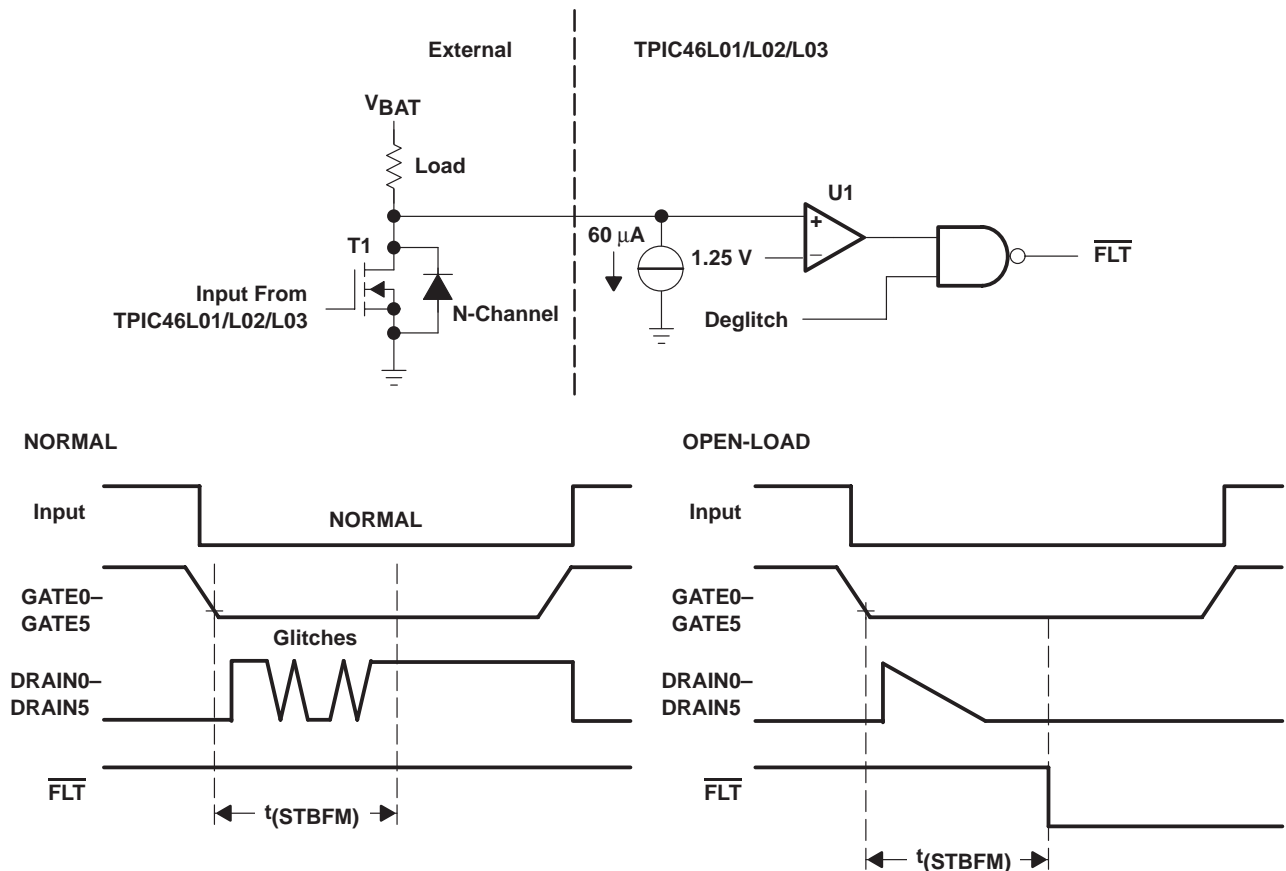 External
TPIC46L01/L02/L03
VBAT
Load
U1
+
–
T1
60 μA
1.25 V
FLT
Input From
TPIC46L01/L02/L03
N-Channel
Deglitch
NORMAL
Input
NORMAL
GATE0–
GATE5
Glitches
DRAIN0–
DRAIN5
FLT
t(STBFM)
OPEN-LOAD
Input
GATE0–
GATE5
DRAIN0–
DRAIN5
FLT
t(STBFM)